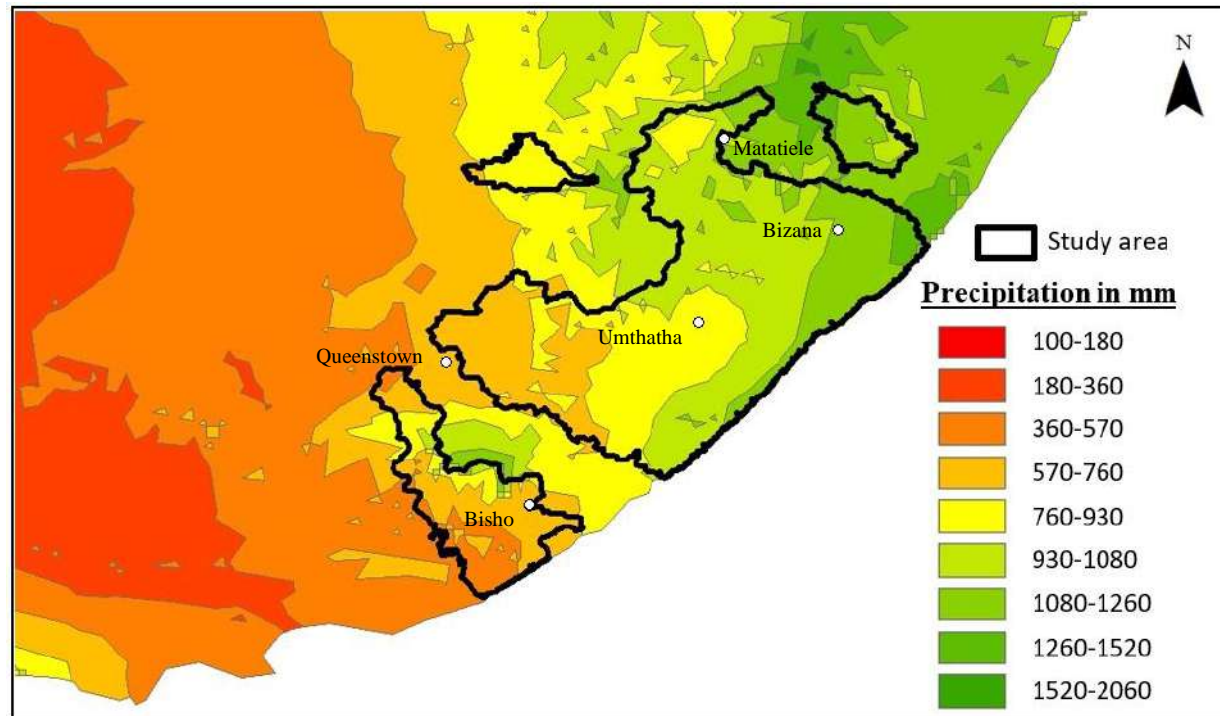 N
Matatiele
Bizana
Study area
Precipitation in mm
Umthatha
Queenstown
Bisho
100-180
180-360
360-570
570-760
760-930
930-1080
1080-1260
1260-1520
1520-2060